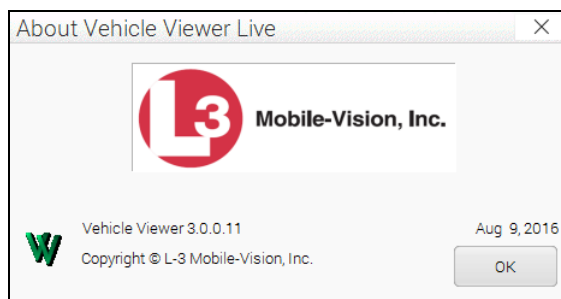 About Vehicle Viewer Live
L3 Mobile-Vision, Inc.
Vehicle Viewer 3.0.0.11
Aug 9, 2016
Copyright © L-3 Mobile-Vision, Inc.
OK